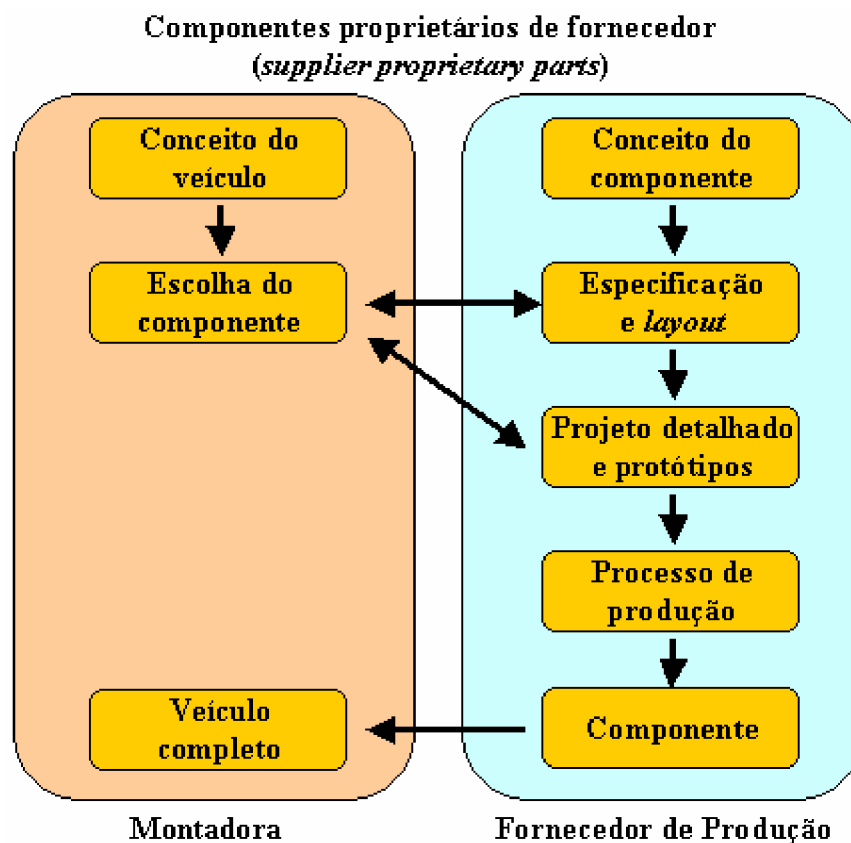 Componentes proprietários de fornecedor
(supplier proprietary parts)
Conceito do
veículo
Escolha do
componente
Veículo
completo
Montadora
Conceito do
componente
Especificação
e layout
Projeto detalhado
e protótipos
Processo de
produção
Componente
Fornecedor de Produção